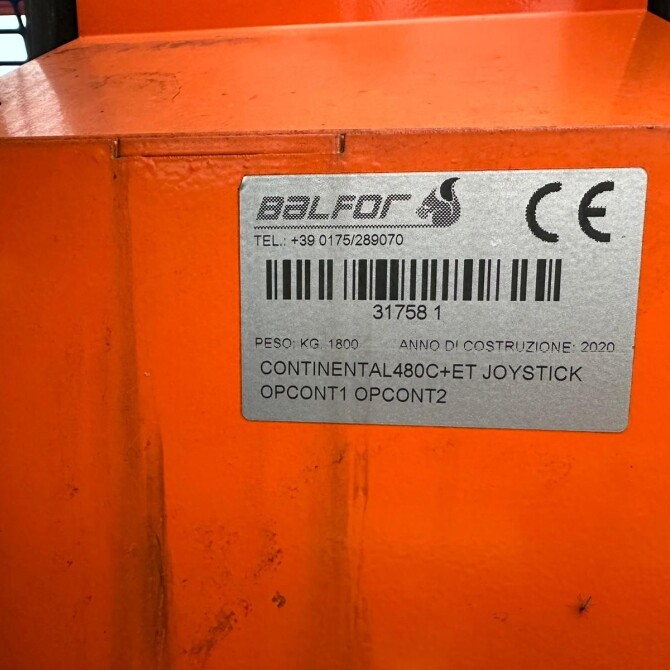 BALFOR
CE
TEL.: +39 0175/289070
31758 1
PESO: KG. 1800 ANNO DI COSTRUZIONE: 2020
CONTINENTAL480C+ET JOYSTICK
OPCONT1 OPCONT2